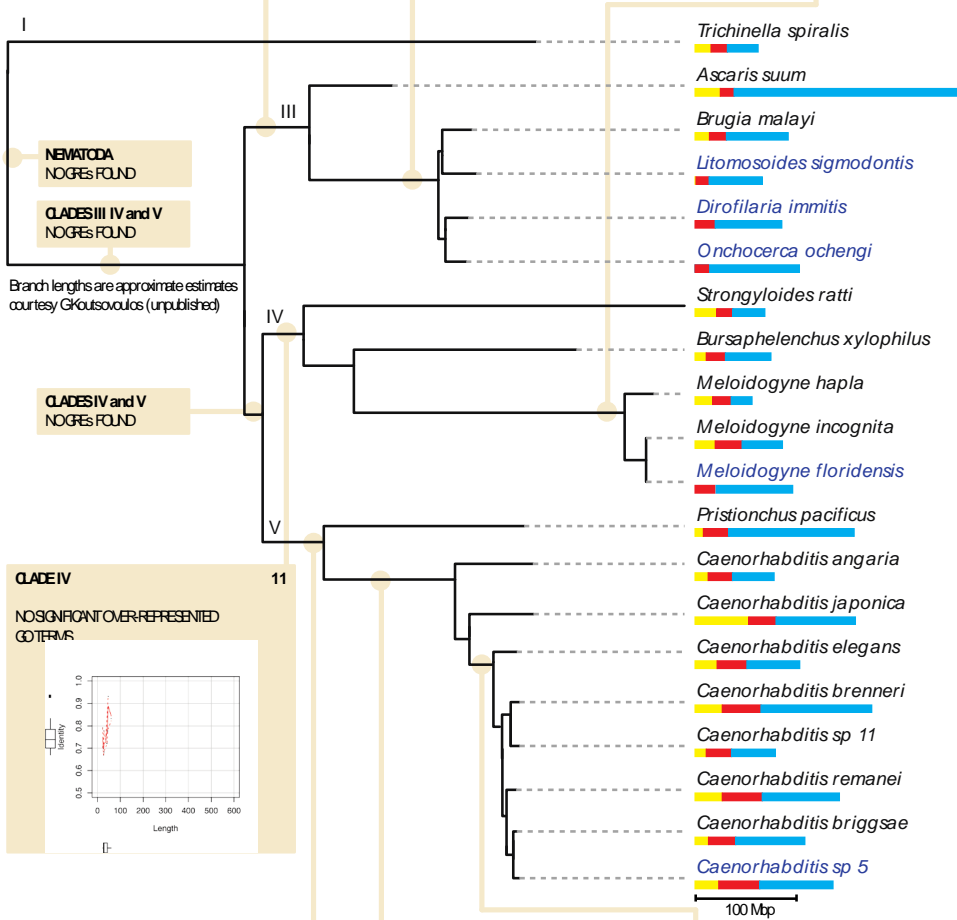 I
Trichinella spiralis
Ascaris suum
III
Brugia malayi
NEMATODA
NO GREs FOUND
Litomosoides sigmodontis
CLADES III IV and V
NO GREs FOUND
Dirofilaria immitis
Onchocerca ochengi
Branch lengths are approximate estimates
courtesy GKoutsovoulos (unpublished)
Strongyloides ratti
IV
Bursaphelenchus xylophilus
Meloidogyne hapla
CLADES IV and V
NO GREs FOUND
Meloidogyne incognita
Meloidogyne floridensis
Pristionchus pacificus
V
Caenorhabditis angaria
CLADE IV 11
NO SIGNIFICANT OVER-REPRESENTED
GO TERMS
Caenorhabditis japonica
Caenorhabditis elegans
Caenorhabditis brenneri
Caenorhabditis sp 11
Caenorhabditis remanei
Caenorhabditis briggsae
Caenorhabditis sp 5
1.0
0.9
0.8
0.7
0.6
0.5
Identity
0 100 200 300 400 500 600
Length
100 Mbp